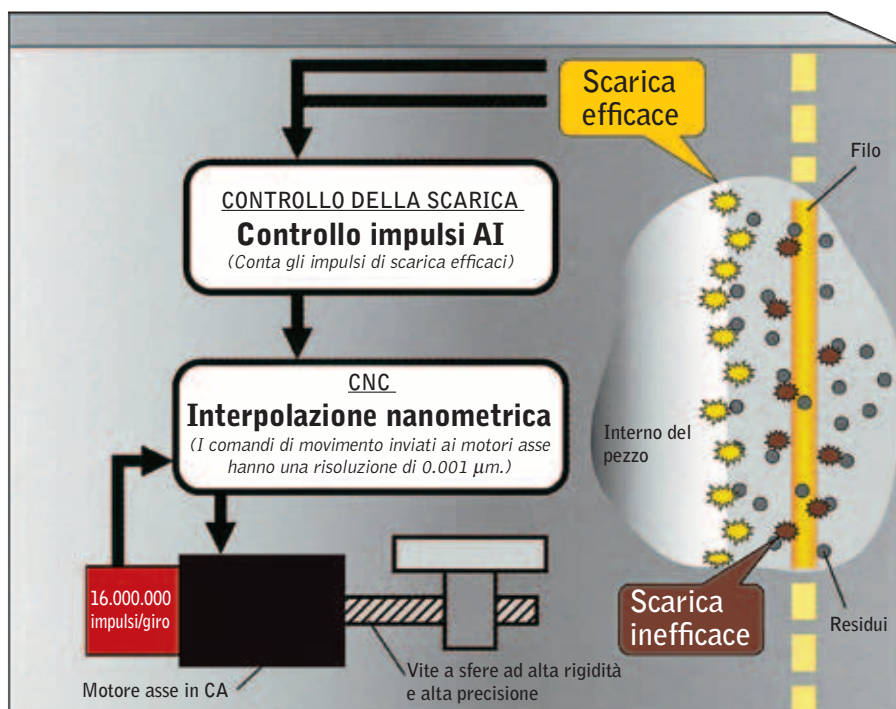 Scarica
efficace
Filo
CONTROLLO DELLA SCARICA
Controllo impulsi AI
(Conta gli impulsi di scarica efficaci)
CNC
Interpolazione nanometrica
(I comandi di movimento inviati ai motori asse
hanno una risoluzione di 0.001 µm.)
Interno del
pezzo
16.000.000
impulsi/giro
Scarica
inefficace
Residui
Motore asse in CA
Vite a sfere ad alta rigidità
e alta precisione